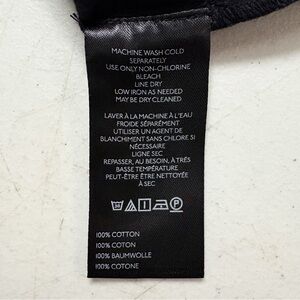 MACHINE WASH COLD
SEPARATELY
USE ONLY NON-CHLORINE
BLEACH
LINE DRY
LOW IRON AS NEEDED
MAY BE DRY CLEANED
LAVER À LA MACHINE À L'EAU
FROIDE SÉPARÉMENT
UTILISER UN AGENT DE
BLANCHIMENT SANS CHLORE SI
NÉCESSAIRE
LIGNE SEC
REPASSER, AU BESOIN, À TRÈS
BASSE TEMPÉRATURE
PEUT-ÊTRE ÊTRE NETTOYÉE
À SEC
P
100% COTTON
100% COTON
100% BAUMWOLLE
100% COTONE